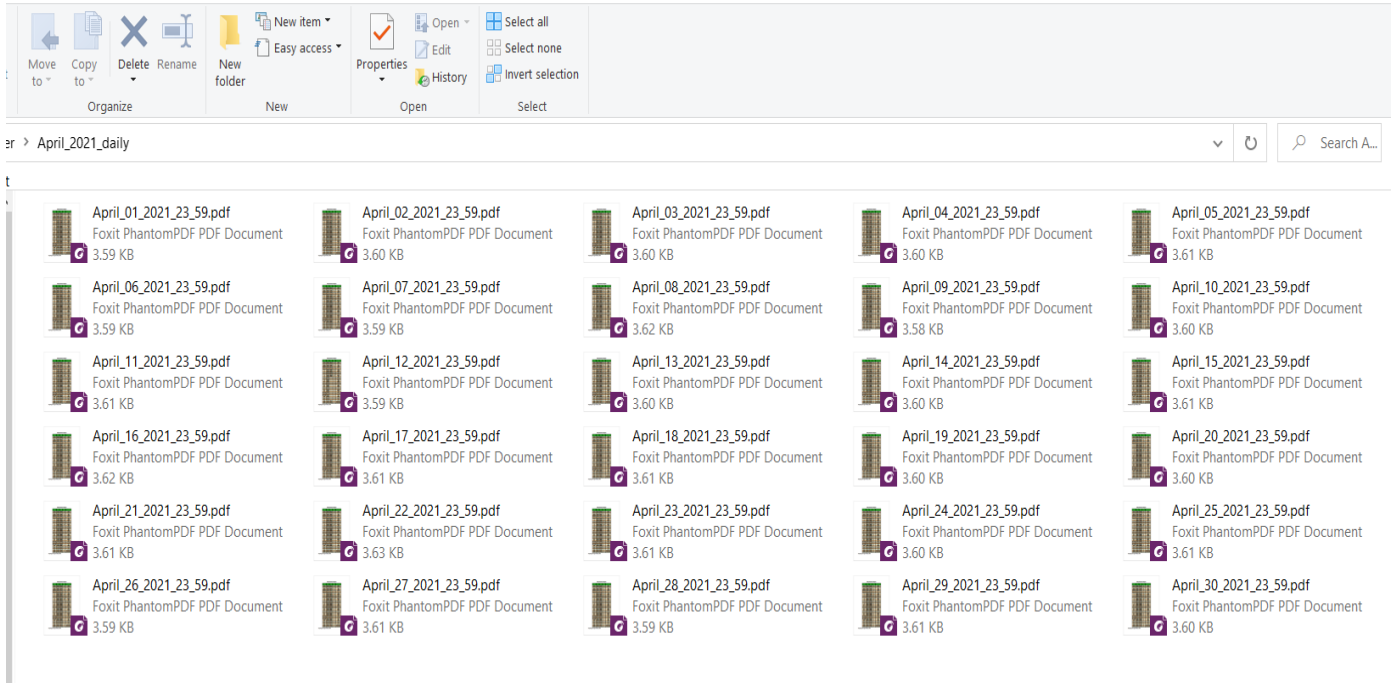 New item
Easy access
Open
Edit
History
Select all
Select none
Invert selection
Move to
Copy to
Delete
Rename
New folder
Properties
Organize
New
Open
Select
er > April_2021_daily
Search A...
t
April_01_2021_23_59.pdf
Foxit PhantomPDF PDF Document
3.59 KB
April_02_2021_23_59.pdf
Foxit PhantomPDF PDF Document
3.60 KB
April_03_2021_23_59.pdf
Foxit PhantomPDF PDF Document
3.60 KB
April_04_2021_23_59.pdf
Foxit PhantomPDF PDF Document
3.60 KB
April_05_2021_23_59.pdf
Foxit PhantomPDF PDF Document
3.61 KB
April_06_2021_23_59.pdf
Foxit PhantomPDF PDF Document
3.59 KB
April_07_2021_23_59.pdf
Foxit PhantomPDF PDF Document
3.59 KB
April_08_2021_23_59.pdf
Foxit PhantomPDF PDF Document
3.62 KB
April_09_2021_23_59.pdf
Foxit PhantomPDF PDF Document
3.58 KB
April_10_2021_23_59.pdf
Foxit PhantomPDF PDF Document
3.60 KB
April_11_2021_23_59.pdf
Foxit PhantomPDF PDF Document
3.61 KB
April_12_2021_23_59.pdf
Foxit PhantomPDF PDF Document
3.59 KB
April_13_2021_23_59.pdf
Foxit PhantomPDF PDF Document
3.60 KB
April_14_2021_23_59.pdf
Foxit PhantomPDF PDF Document
3.60 KB
April_15_2021_23_59.pdf
Foxit PhantomPDF PDF Document
3.61 KB
April_16_2021_23_59.pdf
Foxit PhantomPDF PDF Document
3.62 KB
April_17_2021_23_59.pdf
Foxit PhantomPDF PDF Document
3.61 KB
April_18_2021_23_59.pdf
Foxit PhantomPDF PDF Document
3.61 KB
April_19_2021_23_59.pdf
Foxit PhantomPDF PDF Document
3.60 KB
April_20_2021_23_59.pdf
Foxit PhantomPDF PDF Document
3.60 KB
April_21_2021_23_59.pdf
Foxit PhantomPDF PDF Document
3.61 KB
April_22_2021_23_59.pdf
Foxit PhantomPDF PDF Document
3.63 KB
April_23_2021_23_59.pdf
Foxit PhantomPDF PDF Document
3.61 KB
April_24_2021_23_59.pdf
Foxit PhantomPDF PDF Document
3.60 KB
April_25_2021_23_59.pdf
Foxit PhantomPDF PDF Document
3.61 KB
April_26_2021_23_59.pdf
Foxit PhantomPDF PDF Document
3.59 KB
April_27_2021_23_59.pdf
Foxit PhantomPDF PDF Document
3.61 KB
April_28_2021_23_59.pdf
Foxit PhantomPDF PDF Document
3.59 KB
April_29_2021_23_59.pdf
Foxit PhantomPDF PDF Document
3.61 KB
April_30_2021_23_59.pdf
Foxit PhantomPDF PDF Document
3.60 KB